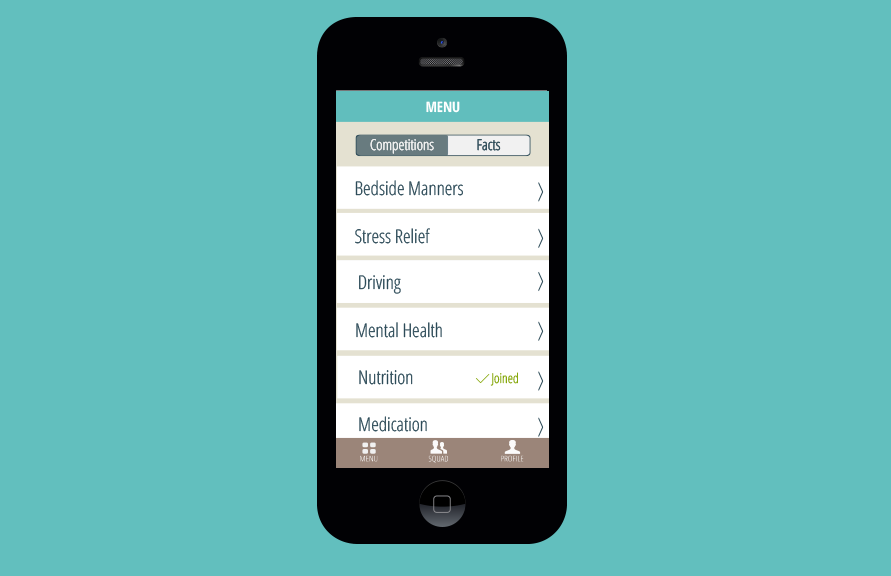 MENU
Competitions Facts
Bedside Manners
Stress Relief
Driving
Mental Health
Nutrition Joined
Medication
MENU SQUAD PROFILE